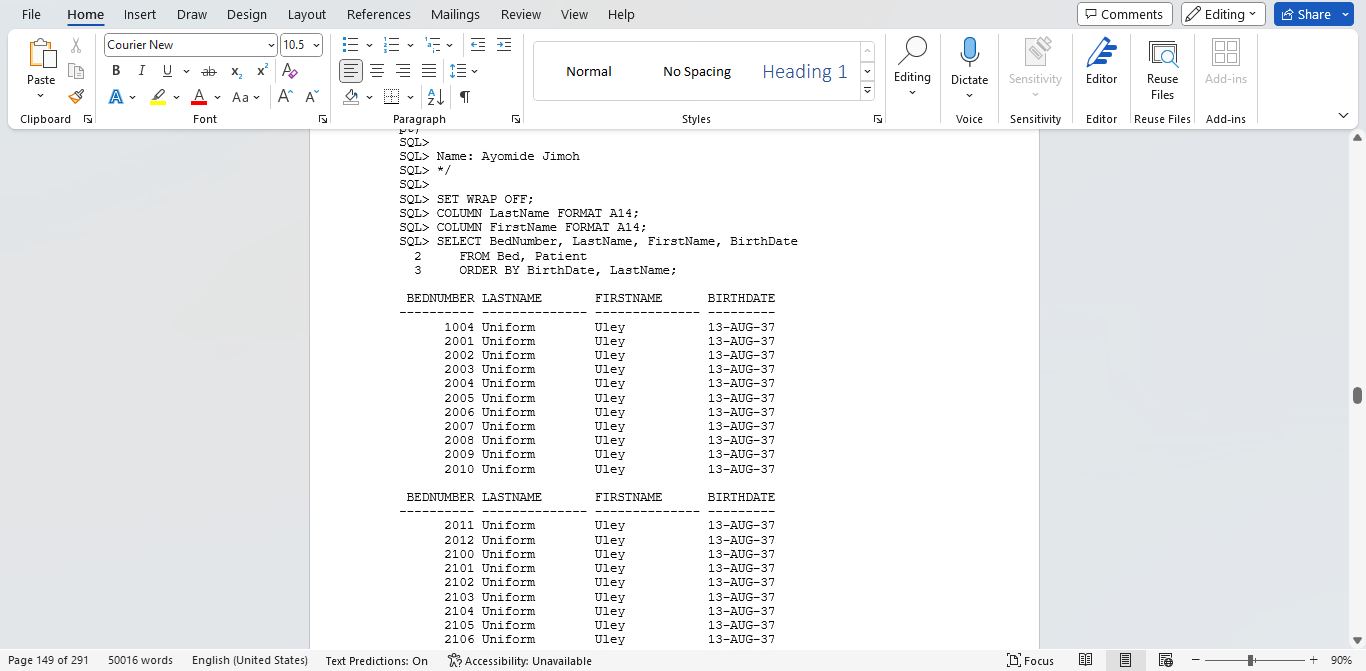 File Home Insert Draw Design Layout References Mailings Review View Help Comments Editing Share
Courier New 10.5
Paste
B I U ab x2 x2 A
A A Aa A A
Normal No Spacing Heading 1
Editing Dictate Sensitivity Editor Reuse Files Add-ins
Clipboard Font Paragraph Styles Voice Sensitivity Editor Reuse Files Add-ins
SQL>
SQL> Name: Ayomide Jimoh
SQL> */
SQL>
SQL> SET WRAP OFF;
SQL> COLUMN LastName FORMAT A14;
SQL> COLUMN FirstName FORMAT A14;
SQL> SELECT BedNumber, LastName, FirstName, BirthDate
2 FROM Bed, Patient
3 ORDER BY BirthDate, LastName;
BEDNUMBER LASTNAME FIRSTNAME BIRTHDATE
---------- -------------- -------------- ---------
1004 Uniform Uley 13-AUG-37
2001 Uniform Uley 13-AUG-37
2002 Uniform Uley 13-AUG-37
2003 Uniform Uley 13-AUG-37
2004 Uniform Uley 13-AUG-37
2005 Uniform Uley 13-AUG-37
2006 Uniform Uley 13-AUG-37
2007 Uniform Uley 13-AUG-37
2008 Uniform Uley 13-AUG-37
2009 Uniform Uley 13-AUG-37
2010 Uniform Uley 13-AUG-37
BEDNUMBER LASTNAME FIRSTNAME BIRTHDATE
---------- -------------- -------------- ---------
2011 Uniform Uley 13-AUG-37
2012 Uniform Uley 13-AUG-37
2100 Uniform Uley 13-AUG-37
2101 Uniform Uley 13-AUG-37
2102 Uniform Uley 13-AUG-37
2103 Uniform Uley 13-AUG-37
2104 Uniform Uley 13-AUG-37
2105 Uniform Uley 13-AUG-37
2106 Uniform Uley 13-AUG-37
Page 149 of 291 50016 words English (United States) Text Predictions: On Accessibility: Unavailable Focus 90%